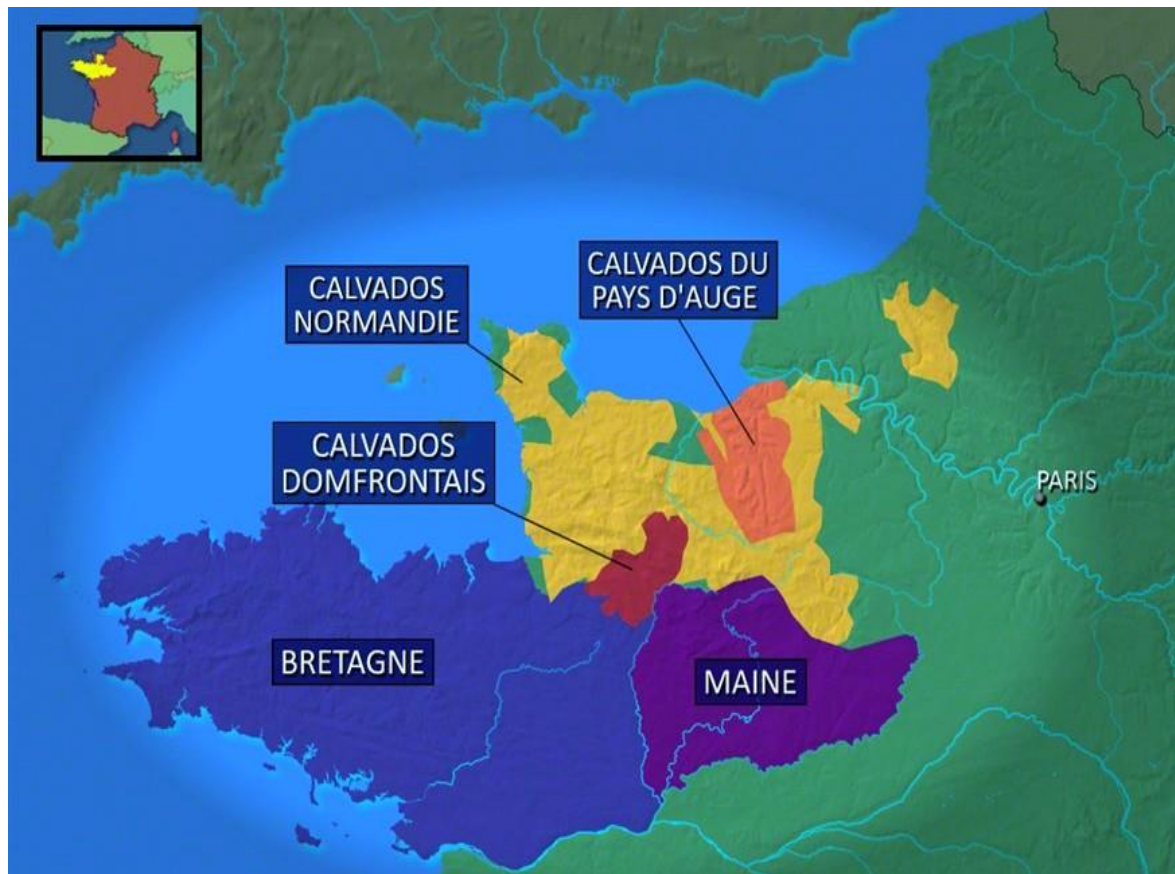 CALVADOS
NORMANDIE
CALVADOS DU
PAYS D'AUGE
CALVADOS
DOMFRONTAIS
PARIS
BRETAGNE
MAINE